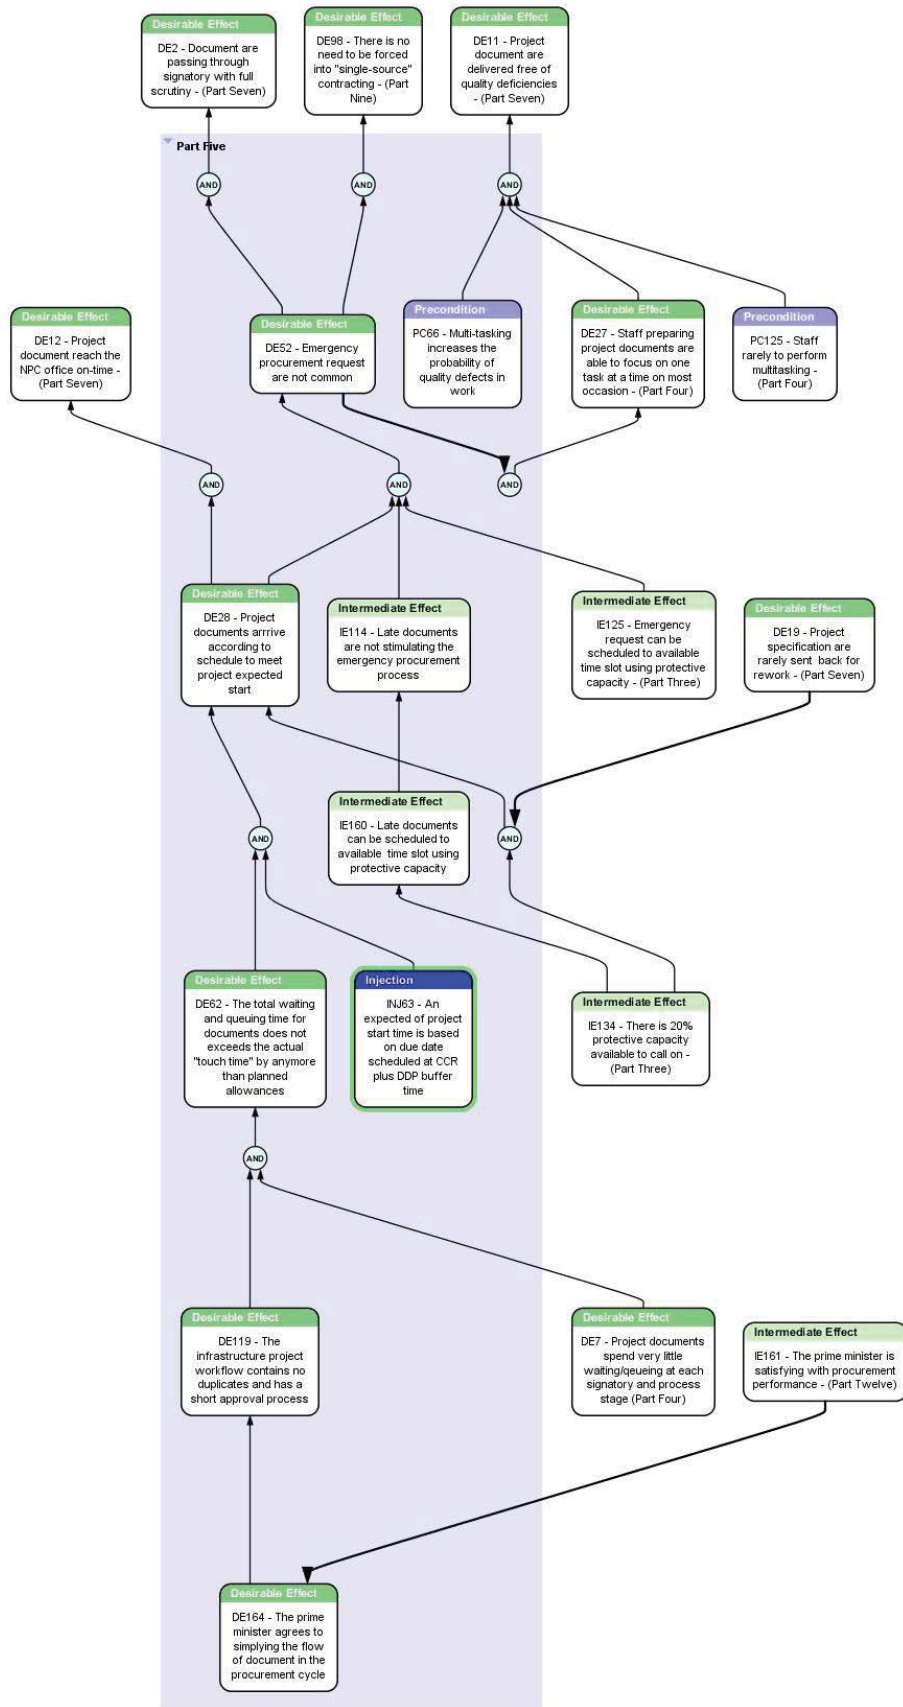 Desirable Effect
DE2 - Document are
passing through
signatory with full
scrutiny - (Part Seven)
Desirable Effect
DE98 - There is no
need to be forced
into "single-source"
contracting - (Part
Nine)
Desirable Effect
DE11 - Project
document are
delivered free of
quality deficiencies
- (Part Seven)
Part Five
AND
AND
AND
Desirable Effect
DE12 - Project
document reach the
NPC office on-time -
(Part Seven)
Desirable Effect
DE52 - Emergency
procurement request
are not common
Precondition
PC66 - Multi-tasking
increases the
probability of
quality defects in
work
Desirable Effect
DE27 - Staff preparing
project documents are
able to focus on one
task at a time on most
occasion - (Part Four)
Precondition
PC125 - Staff
rarely to perform
multitasking -
(Part Four)
AND
AND
AND
Desirable Effect
DE28 - Project
documents arrrive
according to
schedule to meet
project expected
start
Intermediate Effect
IE114 - Late documents
are not stimulating the
emergency procurement
process
Intermediate Effect
IE125 - Emergency
request can be
scheduled to available
time slot using
protective
capacity - (Part Three)
Desirable Effect
DE19 - Project
specification are
rarely sent back for
rework - (Part Seven)
Intermediate Effect
IE160 - Late documents
can be scheduled to
available time slot using
protective capacity
AND
AND
Desirable Effect
DE62 - The total waiting
and queuing time for
documents does not
exceeds the actual
"touch time" by anymore
than planned
allowances
Injection
INJ63 - An
expected of project
start time is based
on due date
scheduled at CCR
plus DDP buffer
time
Intermediate Effect
IE134 - There is 20%
protective capacity
available to call on -
(Part Three)
AND
Desirable Effect
DE119 - The
infrastructure project
workflow contains no
duplicates and has a
short approval process
Desirable Effect
DE7 - Project documents
spend very little
waiting/qeueing at each
signatory and process
stage (Part Four)
Intermediate Effect
IE161 - The prime minister is
satisfying with procurement
performance - (Part Twelve)
Desirable Effect
DE164 - The prime
minister agrees to
simplying the flow
of document in the
procurement cycle